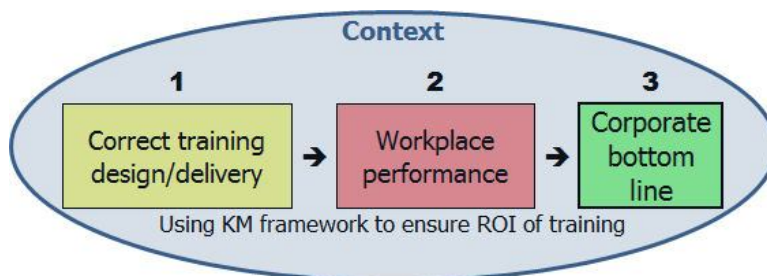 Context
1
2
3
Correct training
design/delivery
➔
Workplace
performance
➔
Corporate
bottom
line
Using KM framework to ensure ROI of training